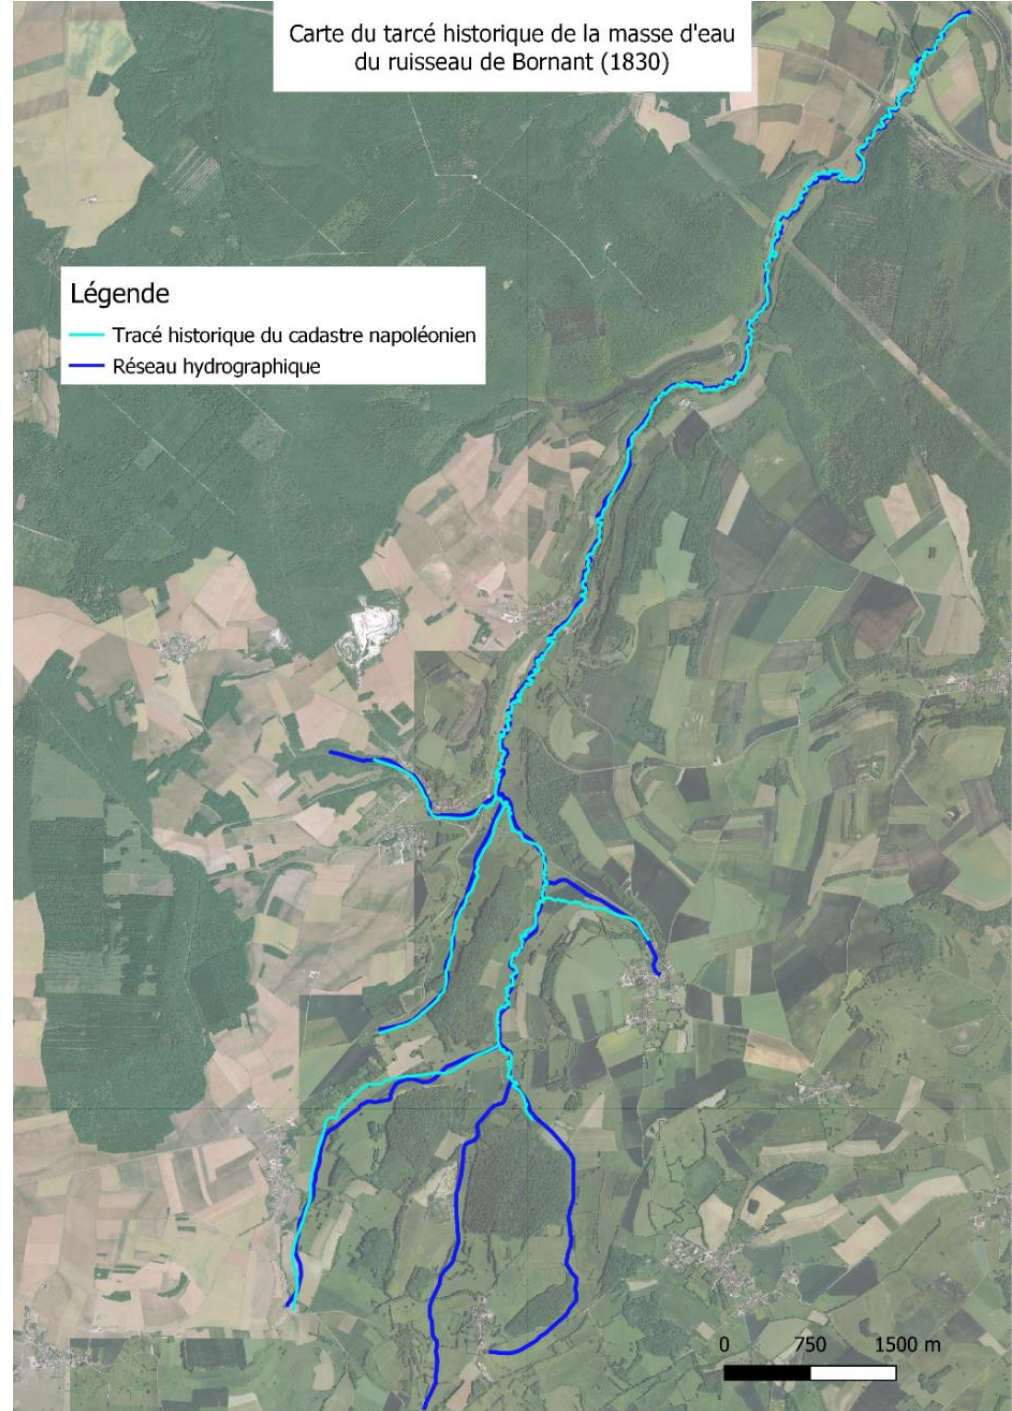 Carte du tarcé historique de la masse d'eau
du ruisseau de Bornant (1830)
Légende
Tracé historique du cadastre napoléonien
Réseau hydrographique
0 750 1500 m